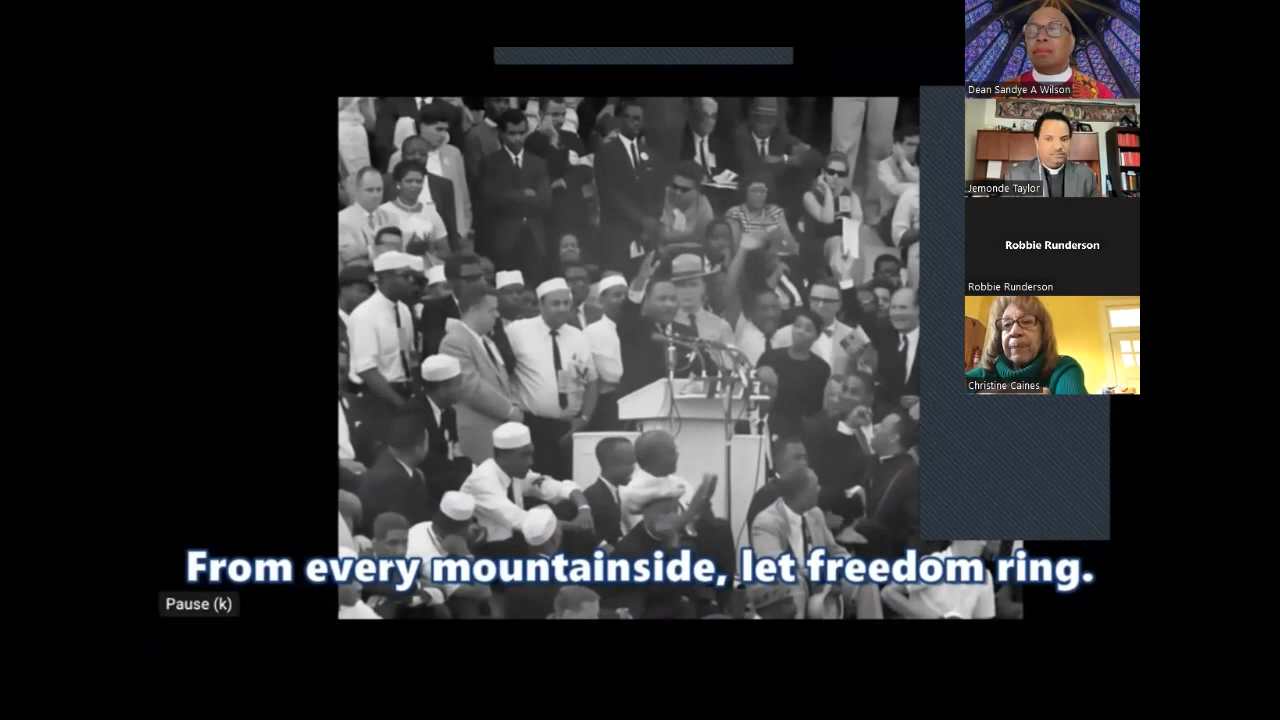 Dean Sandye A Wilson
Jemonde Taylor
Robbie Runderson
Robbie Runderson
Christine Caines
From every mountainside, let freedom ring.
Pause (k)